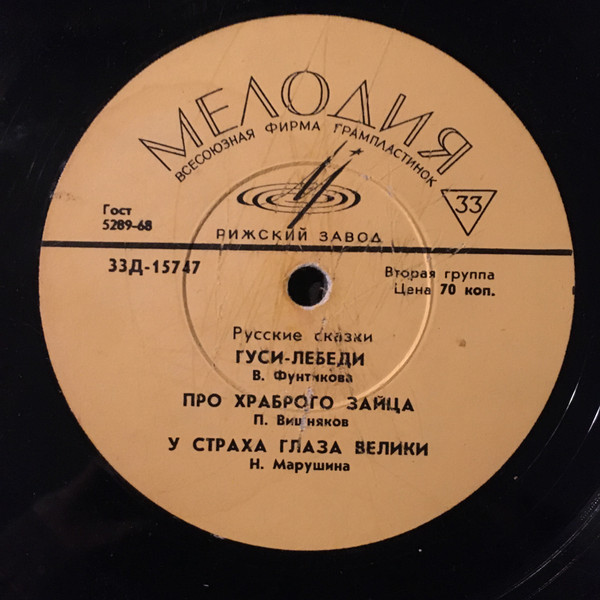 МЕЛОДИЯ
ВСЕСОЮЗНАЯ ФИРМА ГРАМПЛАСТИНОК
33
Гост
5289-68
РИЖСКИЙ ЗАВОД
33Д-15747
Вторая группа
Цена 70 коп.
Русские сказки
ГУСИ-ЛЕБЕДИ
В. Фунтикова
ПРО ХРАБРОГО ЗАЙЦА
П. Вишняков
У СТРАХА ГЛАЗА ВЕЛИКИ
Н. Марушина